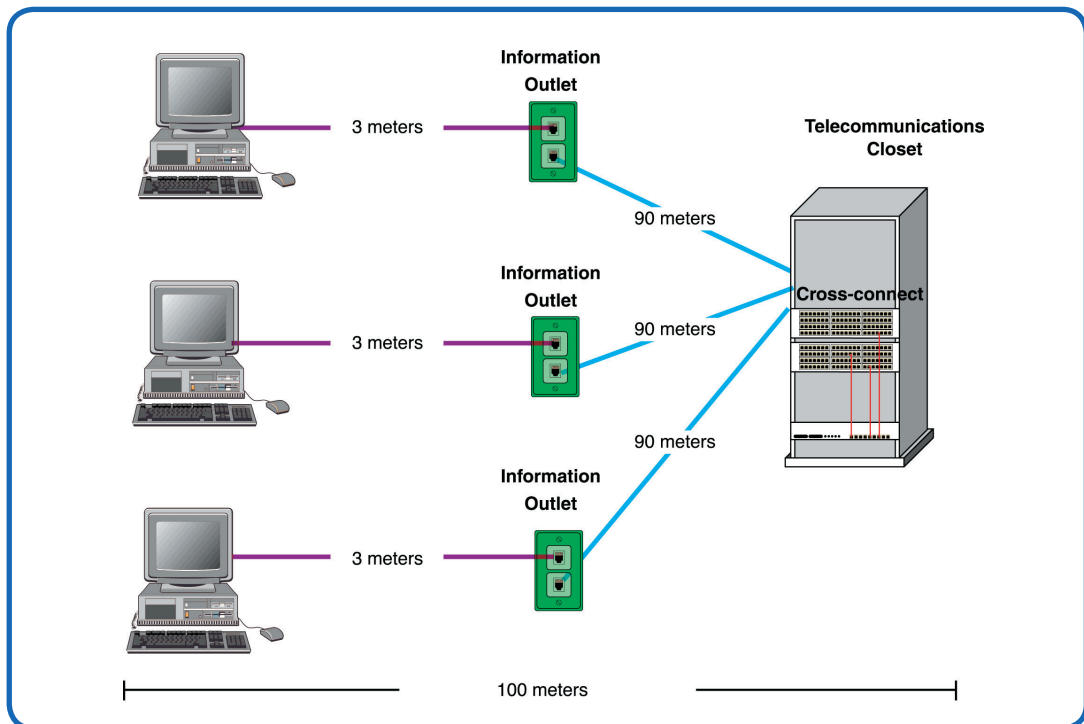 Information
Outlet
3 meters
Telecommunications
Closet
90 meters
Information
Outlet
Cross-connect
3 meters
90 meters
90 meters
Information
Outlet
3 meters
100 meters